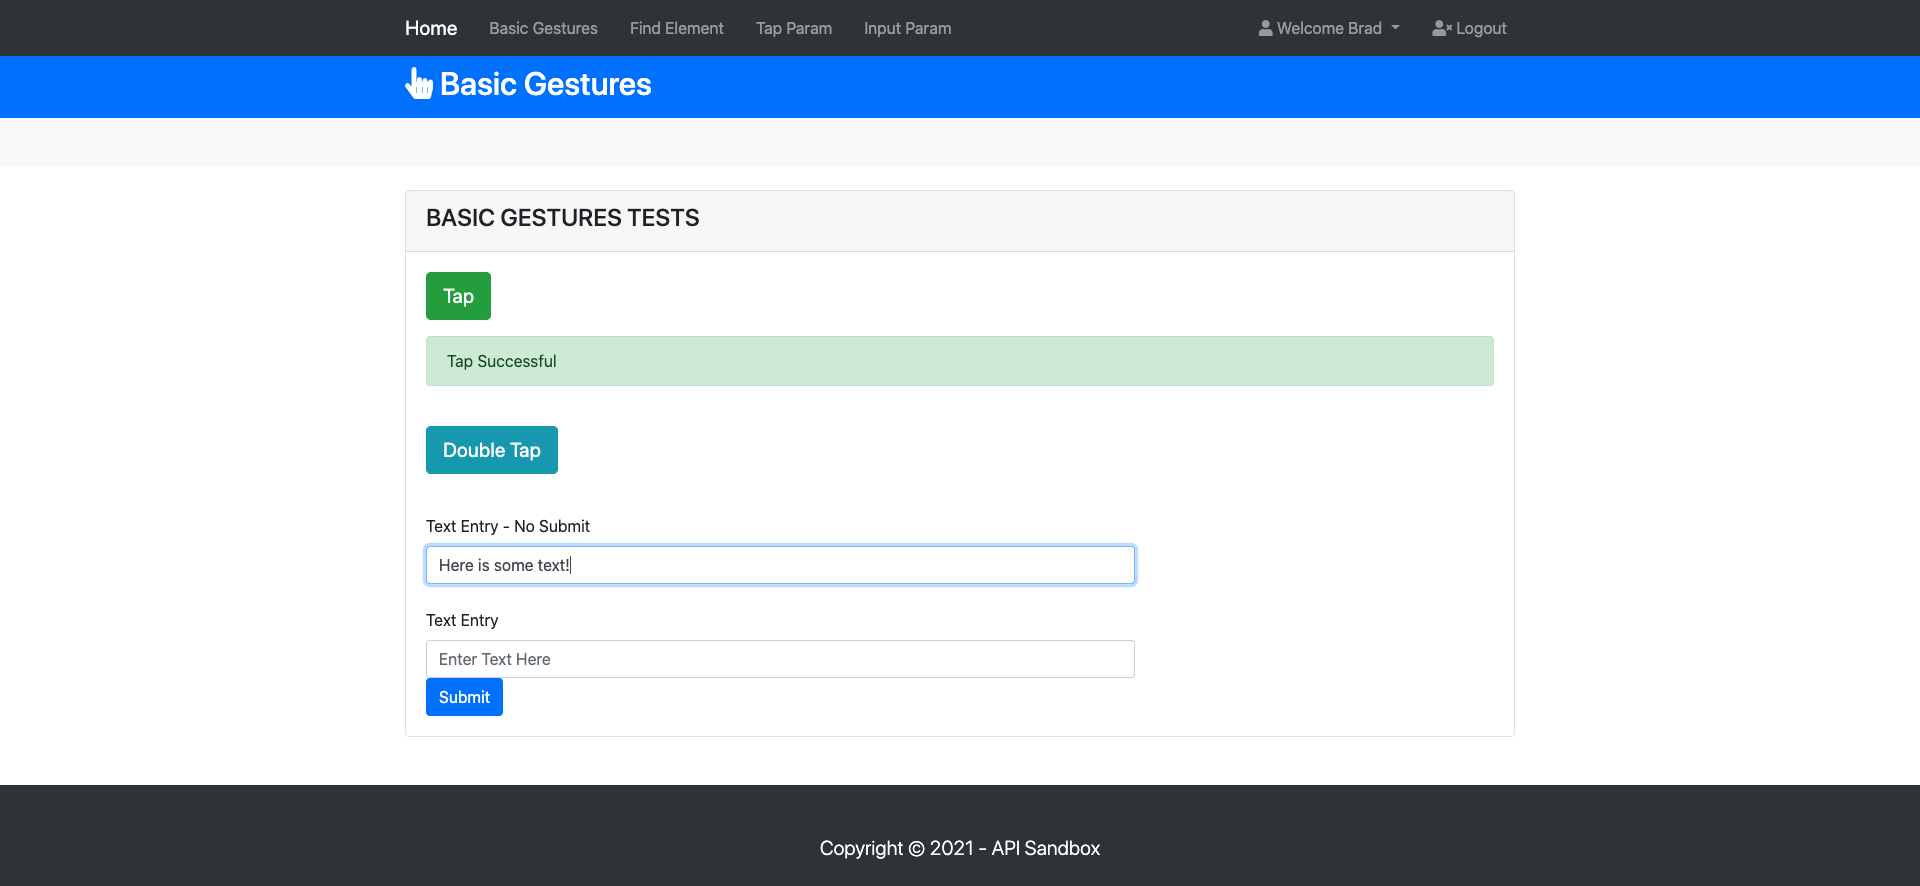 Home Basic Gestures Find Element Tap Param Input Param Welcome Brad Logout
Basic Gestures
BASIC GESTURES TESTS
Tap
Tap Successful
Double Tap
Text Entry - No Submit
Here is some text!
Text Entry
Enter Text Here
Submit
Copyright © 2021 - API Sandbox